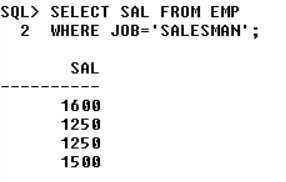 SQL> SELECT SAL FROM EMP
2 WHERE JOB='SALESMAN';
SAL
----------
1600
1250
1250
1500